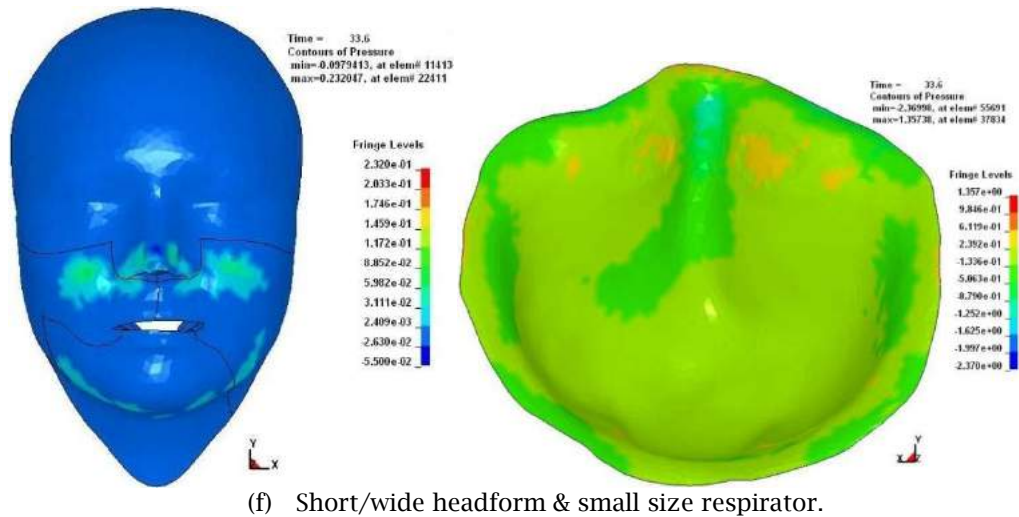 Time = 33.6
Contours of Pressure
min=-0.0979413, at elem# 11413
max=0.232047, at elem# 22411
Fringe Levels
2.320e-01
2.033e-01
1.746e-01
1.459e-01
1.172e-01
8.852e-02
5.982e-02
3.111e-02
2.409e-03
-2.630e-02
-5.500e-02
Y
X
Time = 33.6
Contours of Pressure
min=-2.36998, at elem# 55691
max=1.35738, at elem# 37834
Fringe Levels
1.357e+00
9.846e-01
6.119e-01
2.392e-01
-1.336e-01
-5.063e-01
-8.790e-01
-1.252e+00
-1.625e+00
-1.997e+00
-2.370e+00
Y
X Z
(f) Short/wide headform & small size respirator.